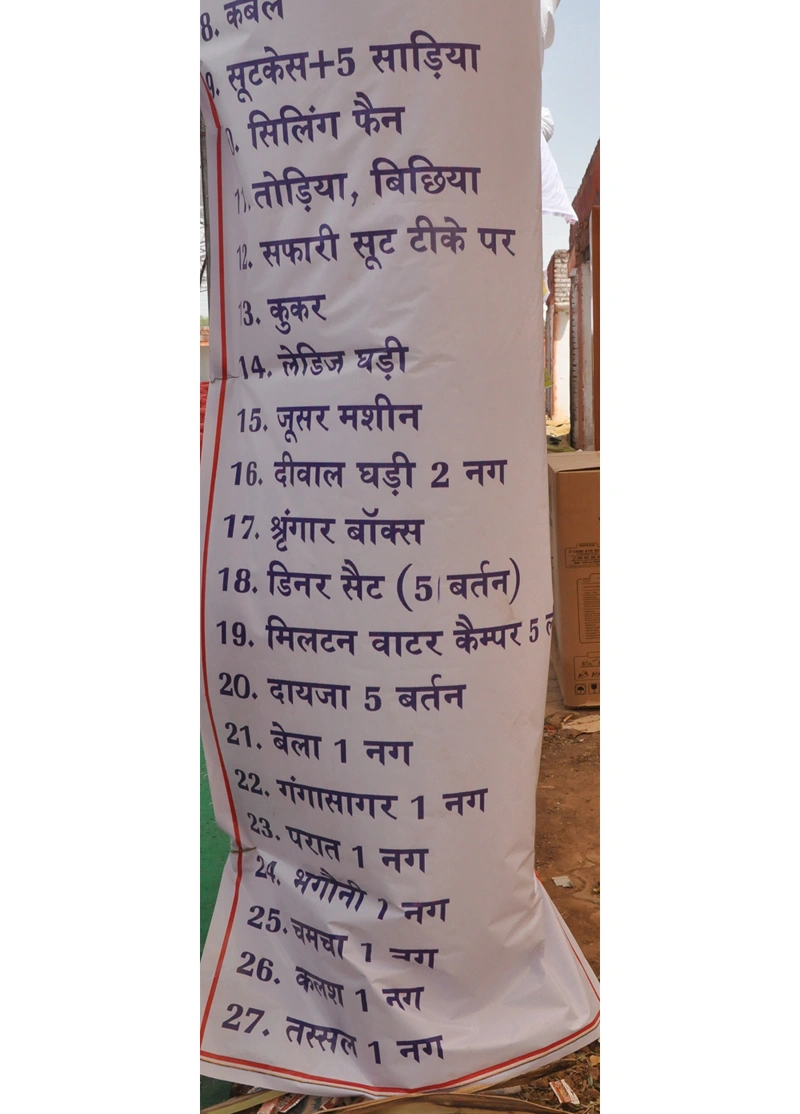 8. कंबल
9. सूटकेस+5 साड़िया
0. सिलिंग फैन
11. तोड़िया, बिछिया
12. सफारी सूट टीके पर
13. कुकर
14. लेडिज घड़ी
15. जूसर मशीन
16. दीवाल घड़ी 2 नग
17. श्रृंगार बॉक्स
18. डिनर सैट (51 बर्तन)
19. मिलटन वाटर कैम्पर 5
20. दायजा 5 बर्तन
21. बेला 1 नग
22. गंगासागर 1 नग
23. परात 1 नग
24. भगौनी 1 नग
25. चमचा 1 नग
26. कलश 1 नग
27. तस्सल 1 नग